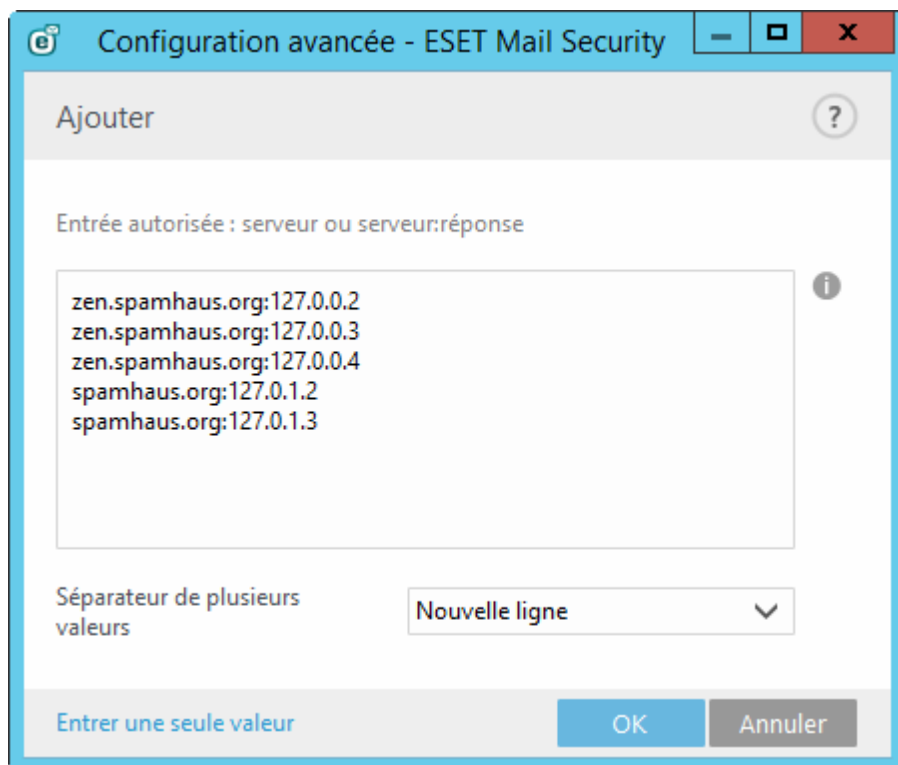 Configuration avancée - ESET Mail Security
Ajouter
?
Entrée autorisée : serveur ou serveur:réponse
zen.spamhaus.org:127.0.0.2
zen.spamhaus.org:127.0.0.3
zen.spamhaus.org:127.0.0.4
spamhaus.org:127.0.1.2
spamhaus.org:127.0.1.3
Séparateur de plusieurs
valeurs
Nouvelle ligne
Entrer une seule valeur
OK
Annuler